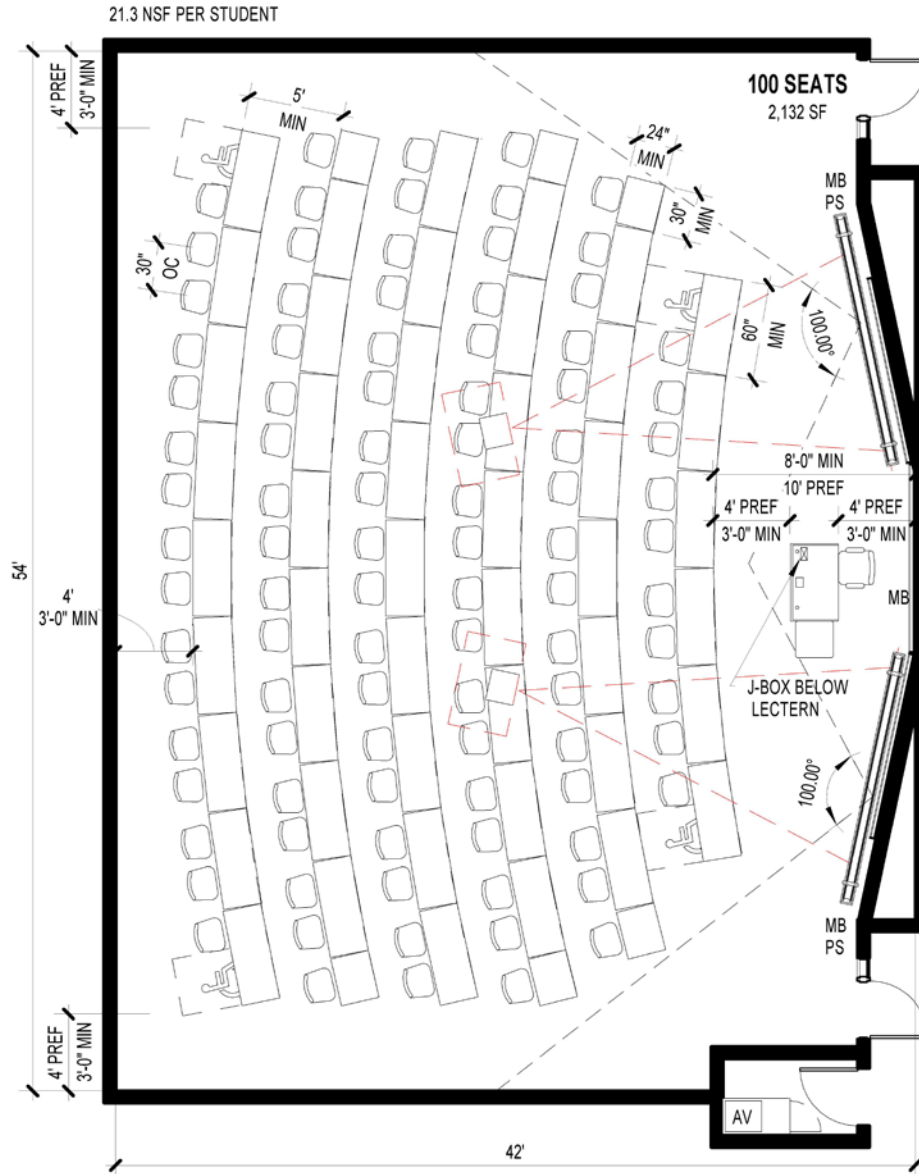 21.3 NSF PER STUDENT
4' PREF
3'-0" MIN
5'
MIN
100 SEATS
2,132 SF
24"
MIN
30"
MIN
MB
PS
30"
OC
60"
MIN
100.00°
8'-0" MIN
10' PREF
4' PREF
3'-0" MIN
4' PREF
3'-0" MIN
54'
4'
3'-0" MIN
MB
J-BOX BELOW
LECTERN
100.00°
MB
PS
4' PREF
3'-0" MIN
AV
42'